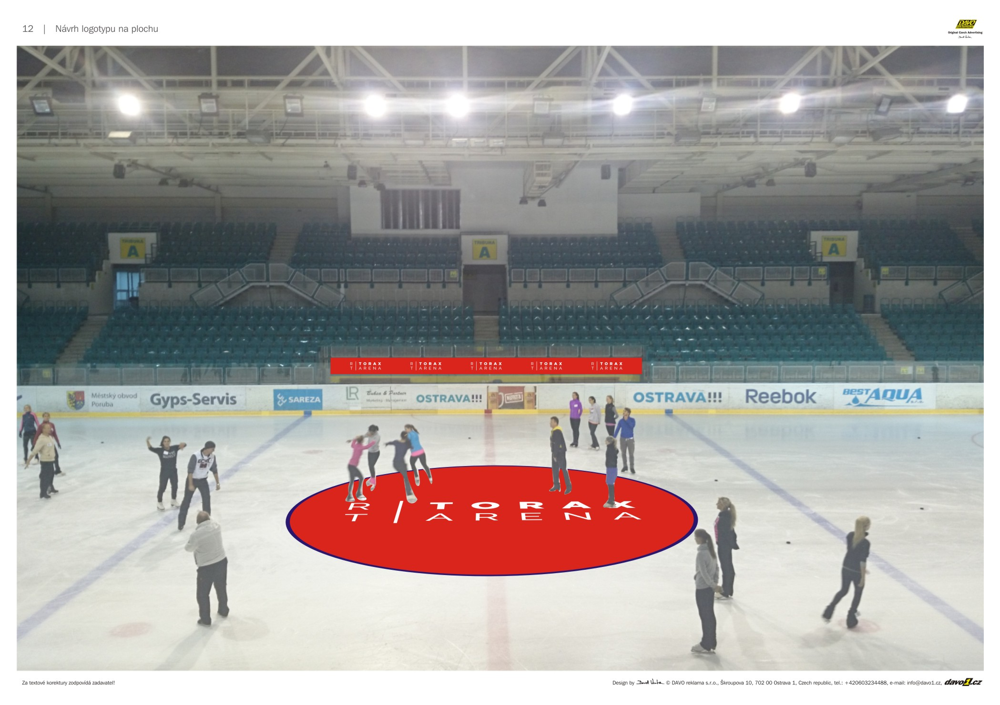 12 | Návrh logotypu na plochu
DAVO
reklama
Original Czech Advertising
TRIBUNA
A
TRIBUNA
A
TRIBUNA
A
R | TORAX
T | ARENA
R | TORAX
T | ARENA
R | TORAX
T | ARENA
R | TORAX
T | ARENA
R | TORAX
T | ARENA
Městský obvod
Poruba
Gyps-Servis
SAREZA
LR
Buksa & Partner
Marketing - Management
OSTRAVA!!!
OSTRAVA!!!
Reebok
BEST AQUA
s.r.o.
R / TORAX
T / ARENA
Za textové korektury zodpovídá zadavatel!
Design by © DAVO reklama s.r.o., Škroupova 10, 702 00 Ostrava 1, Czech republic, tel.: +420603234488, e-mail: info@davo1.cz, davo1.cz